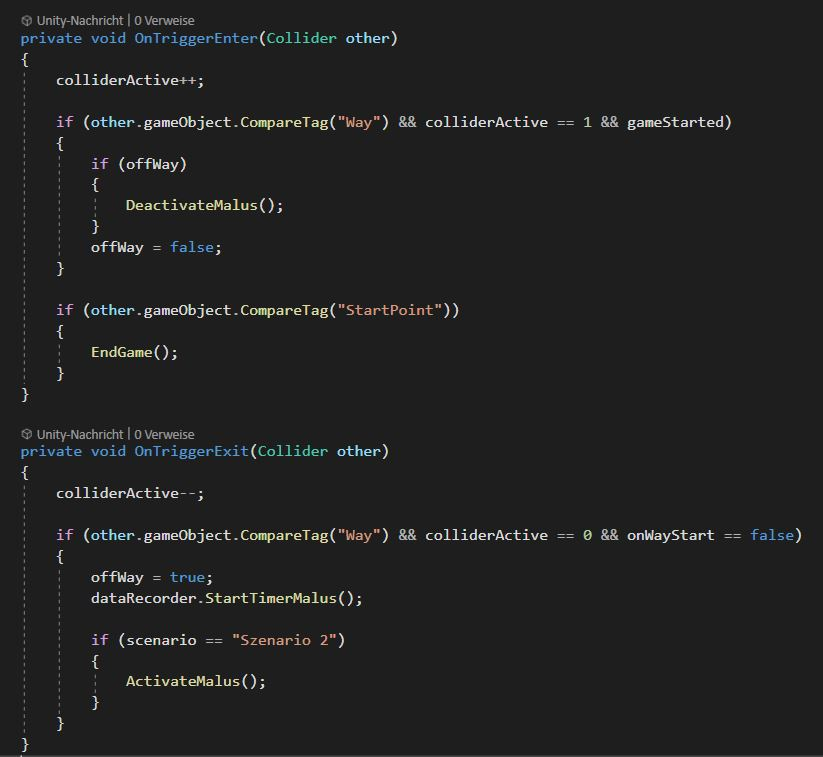 Unity-Nachricht | 0 Verweise
private void OnTriggerEnter(Collider other)
{
    colliderActive++;

    if (other.gameObject.CompareTag("Way") && colliderActive == 1 && gameStarted)
    {
        if (offWay)
        {
            DeactivateMalus();
        }
        offWay = false;
    }

    if (other.gameObject.CompareTag("StartPoint"))
    {
        EndGame();
    }
}

Unity-Nachricht | 0 Verweise
private void OnTriggerExit(Collider other)
{
    colliderActive--;

    if (other.gameObject.CompareTag("Way") && colliderActive == 0 && onWayStart == false)
    {
        offWay = true;
        dataRecorder.StartTimerMalus();

        if (scenario == "Szenario 2")
        {
            ActivateMalus();
        }
    }
}